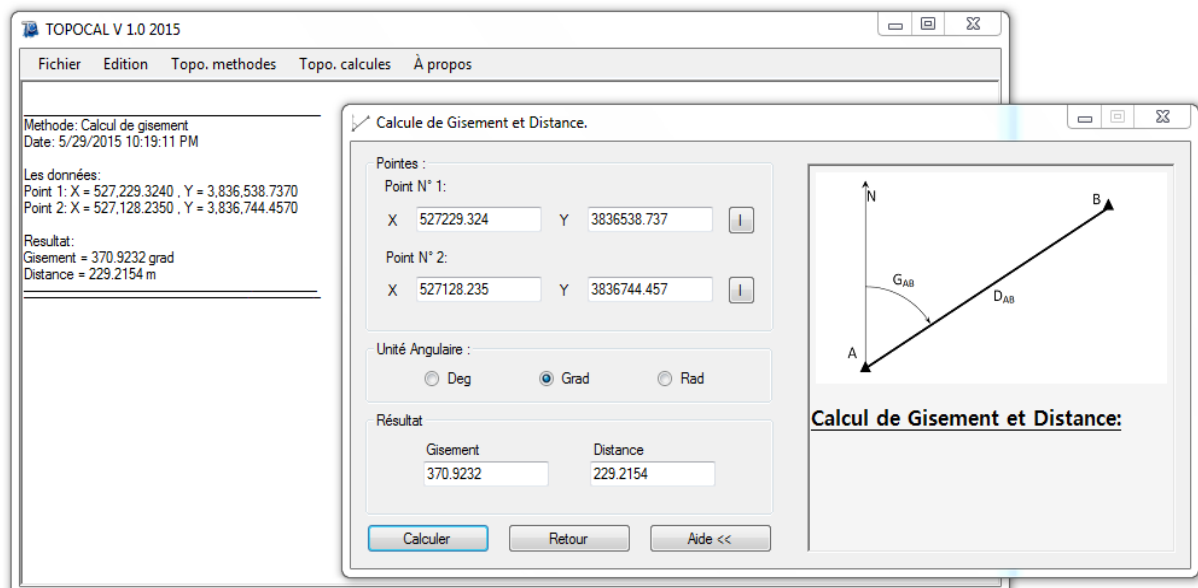 TOPOCAL V 1.0 2015
Fichier Edition Topo. methodes Topo. calcules À propos
Methode: Calcul de gisement
Date: 5/29/2015 10:19:11 PM
Les données:
Point 1: X = 527,229.3240 , Y = 3,836,538.7370
Point 2: X = 527,128.2350 , Y = 3,836,744.4570
Resultat:
Gisement = 370.9232 grad
Distance = 229.2154 m
Calcule de Gisement et Distance.
Pointes :
Point N° 1:
X 527229.324 Y 3836538.737 I
Point N° 2:
X 527128.235 Y 3836744.457 I
Unité Angulaire :
Deg Grad Rad
Résultat
Gisement Distance
370.9232 229.2154
Calculer Retour Aide <<
N
B
GAB
DAB
A
Calcul de Gisement et Distance: